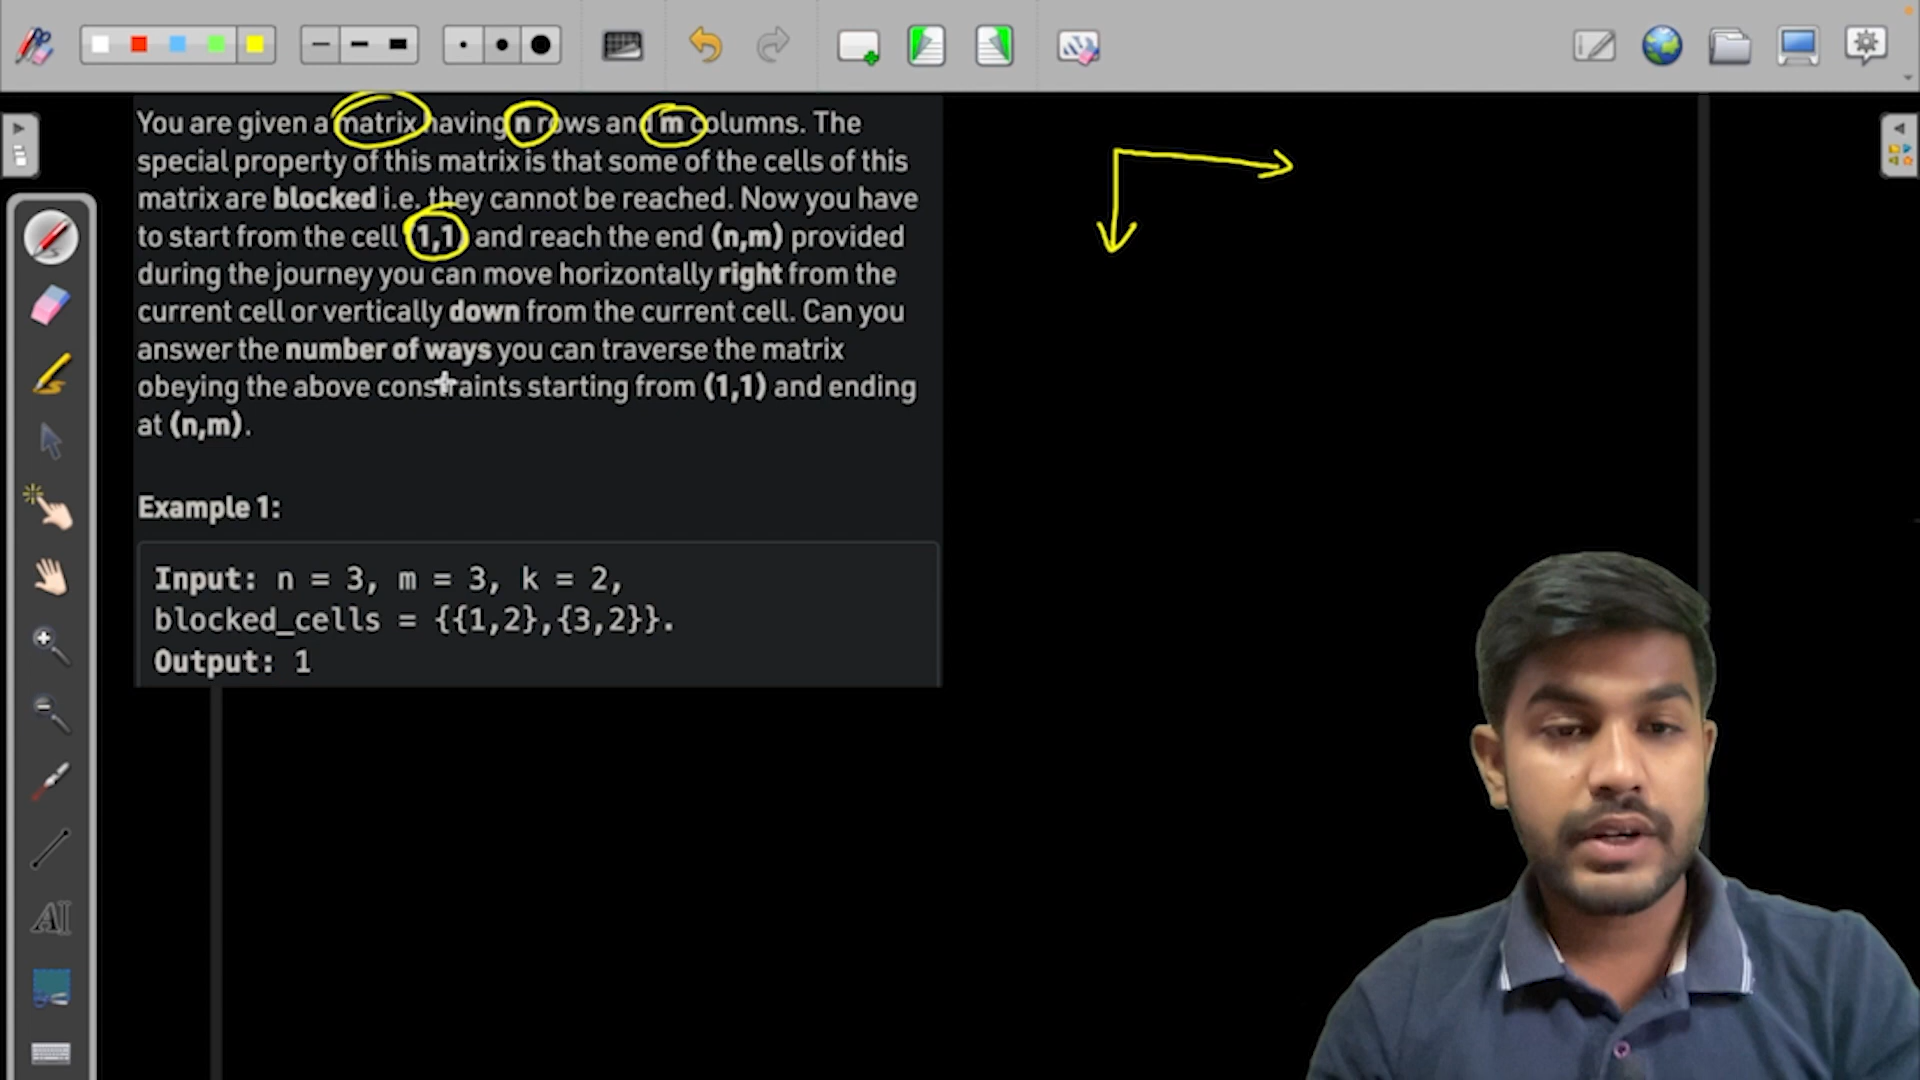 You are given a matrix having n rows and m columns. The
special property of this matrix is that some of the cells of this
matrix are blocked i.e. they cannot be reached. Now you have
to start from the cell (1,1) and reach the end (n,m) provided
during the journey you can move horizontally right from the
current cell or vertically down from the current cell. Can you
answer the number of ways you can traverse the matrix
obeying the above constraints starting from (1,1) and ending
at (n,m).
Example 1:
Input: n = 3, m = 3, k = 2,
blocked_cells = {{1,2},{3,2}}.
Output: 1
AI